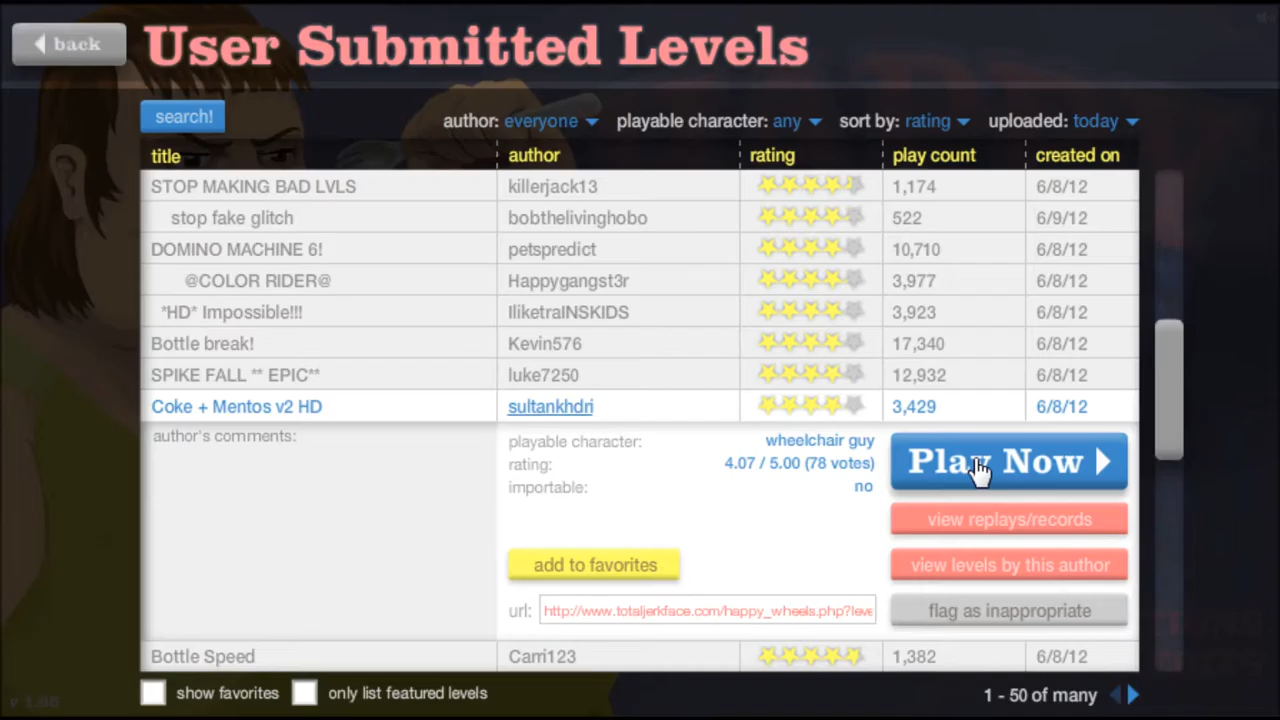 back
User Submitted Levels
search!
author: everyone playable character: any sort by: rating uploaded: today
title author rating play count created on
STOP MAKING BAD LVLS killerjack13 1,174 6/8/12
stop fake glitch bobthelivinghobo 522 6/9/12
DOMINO MACHINE 6! petspredict 10,710 6/8/12
@COLOR RIDER@ Happygangst3r 3,977 6/8/12
*HD* Impossible!!! IliketraINSKIDS 3,923 6/8/12
Bottle break! Kevin576 17,340 6/8/12
SPIKE FALL ** EPIC** luke7250 12,932 6/8/12
Coke + Mentos v2 HD sultankhdri 3,429 6/8/12
author's comments:
playable character: wheelchair guy
rating: 4.07 / 5.00 (78 votes)
importable: no
Play Now
view replays/records
add to favorites
view levels by this author
url: http://www.totaljerkface.com/happy_wheels.php?leve
flag as inappropriate
Bottle Speed Carri123 1,382 6/8/12
show favorites only list featured levels 1 - 50 of many